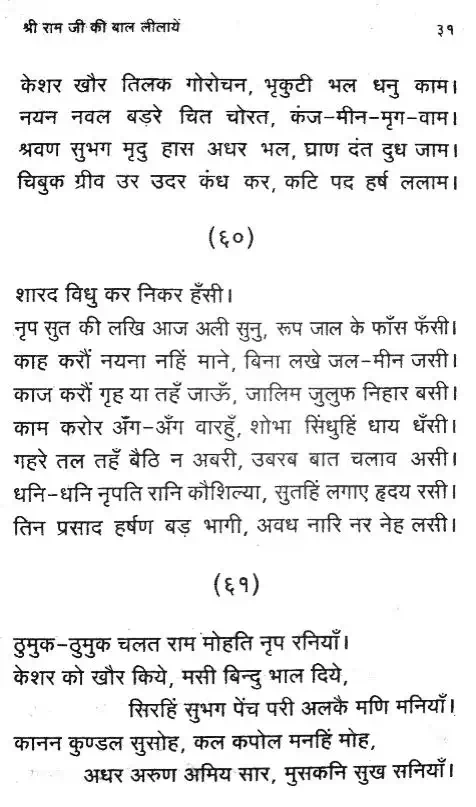 श्री राम जी की बाल लीलायें ३१
केशर खौर तिलक गोरोचन, भृकुटी भल धनु काम।
नयन नवल बड़रे चित चोरत, कंज-मीन-मृग-वाम।
श्रवण सुभग मृदु हास अधर भल, घ्राण दंत दुध जाम।
चिबुक ग्रीव उर उदर कंध कर, कटि पद हर्ष ललाम।
(६०)
शारद विधु कर निकर हँसी।
नृप सुत की लखि आज अली सुनु, रूप जाल के फाँस फँसी।
काह करौं नयना नहिं माने, बिना लखे जल-मीन जसी।
काज करौं गृह या तहँ जाऊँ, जालिम जुलुफ निहार बसी।
काम करोर अँग-अँग वारहुँ, शोभा सिंधुहिं धाय धँसी।
गहरे तल तहँ बैठि न अबरी, उबरब बात चलाव असी।
धनि-धनि नृपति रानि कौशिल्या, सुतहिं लगाए हृदय रसी।
तिन प्रसाद हर्षण बड़ भागी, अवध नारि नर नेह लसी।
(६१)
ठुमुक-ठुमुक चलत राम मोहति नृप रनियाँ।
केशर को खौर किये, मसी बिन्दु भाल दिये,
सिरहिं सुभग पेंच परी अलकै मणि मनियाँ।
कानन कुण्डल सुसोह, कल कपोल मनहिं मोह,
अधर अरुण अमिय सार, मुसकनि सुख सनियाँ।